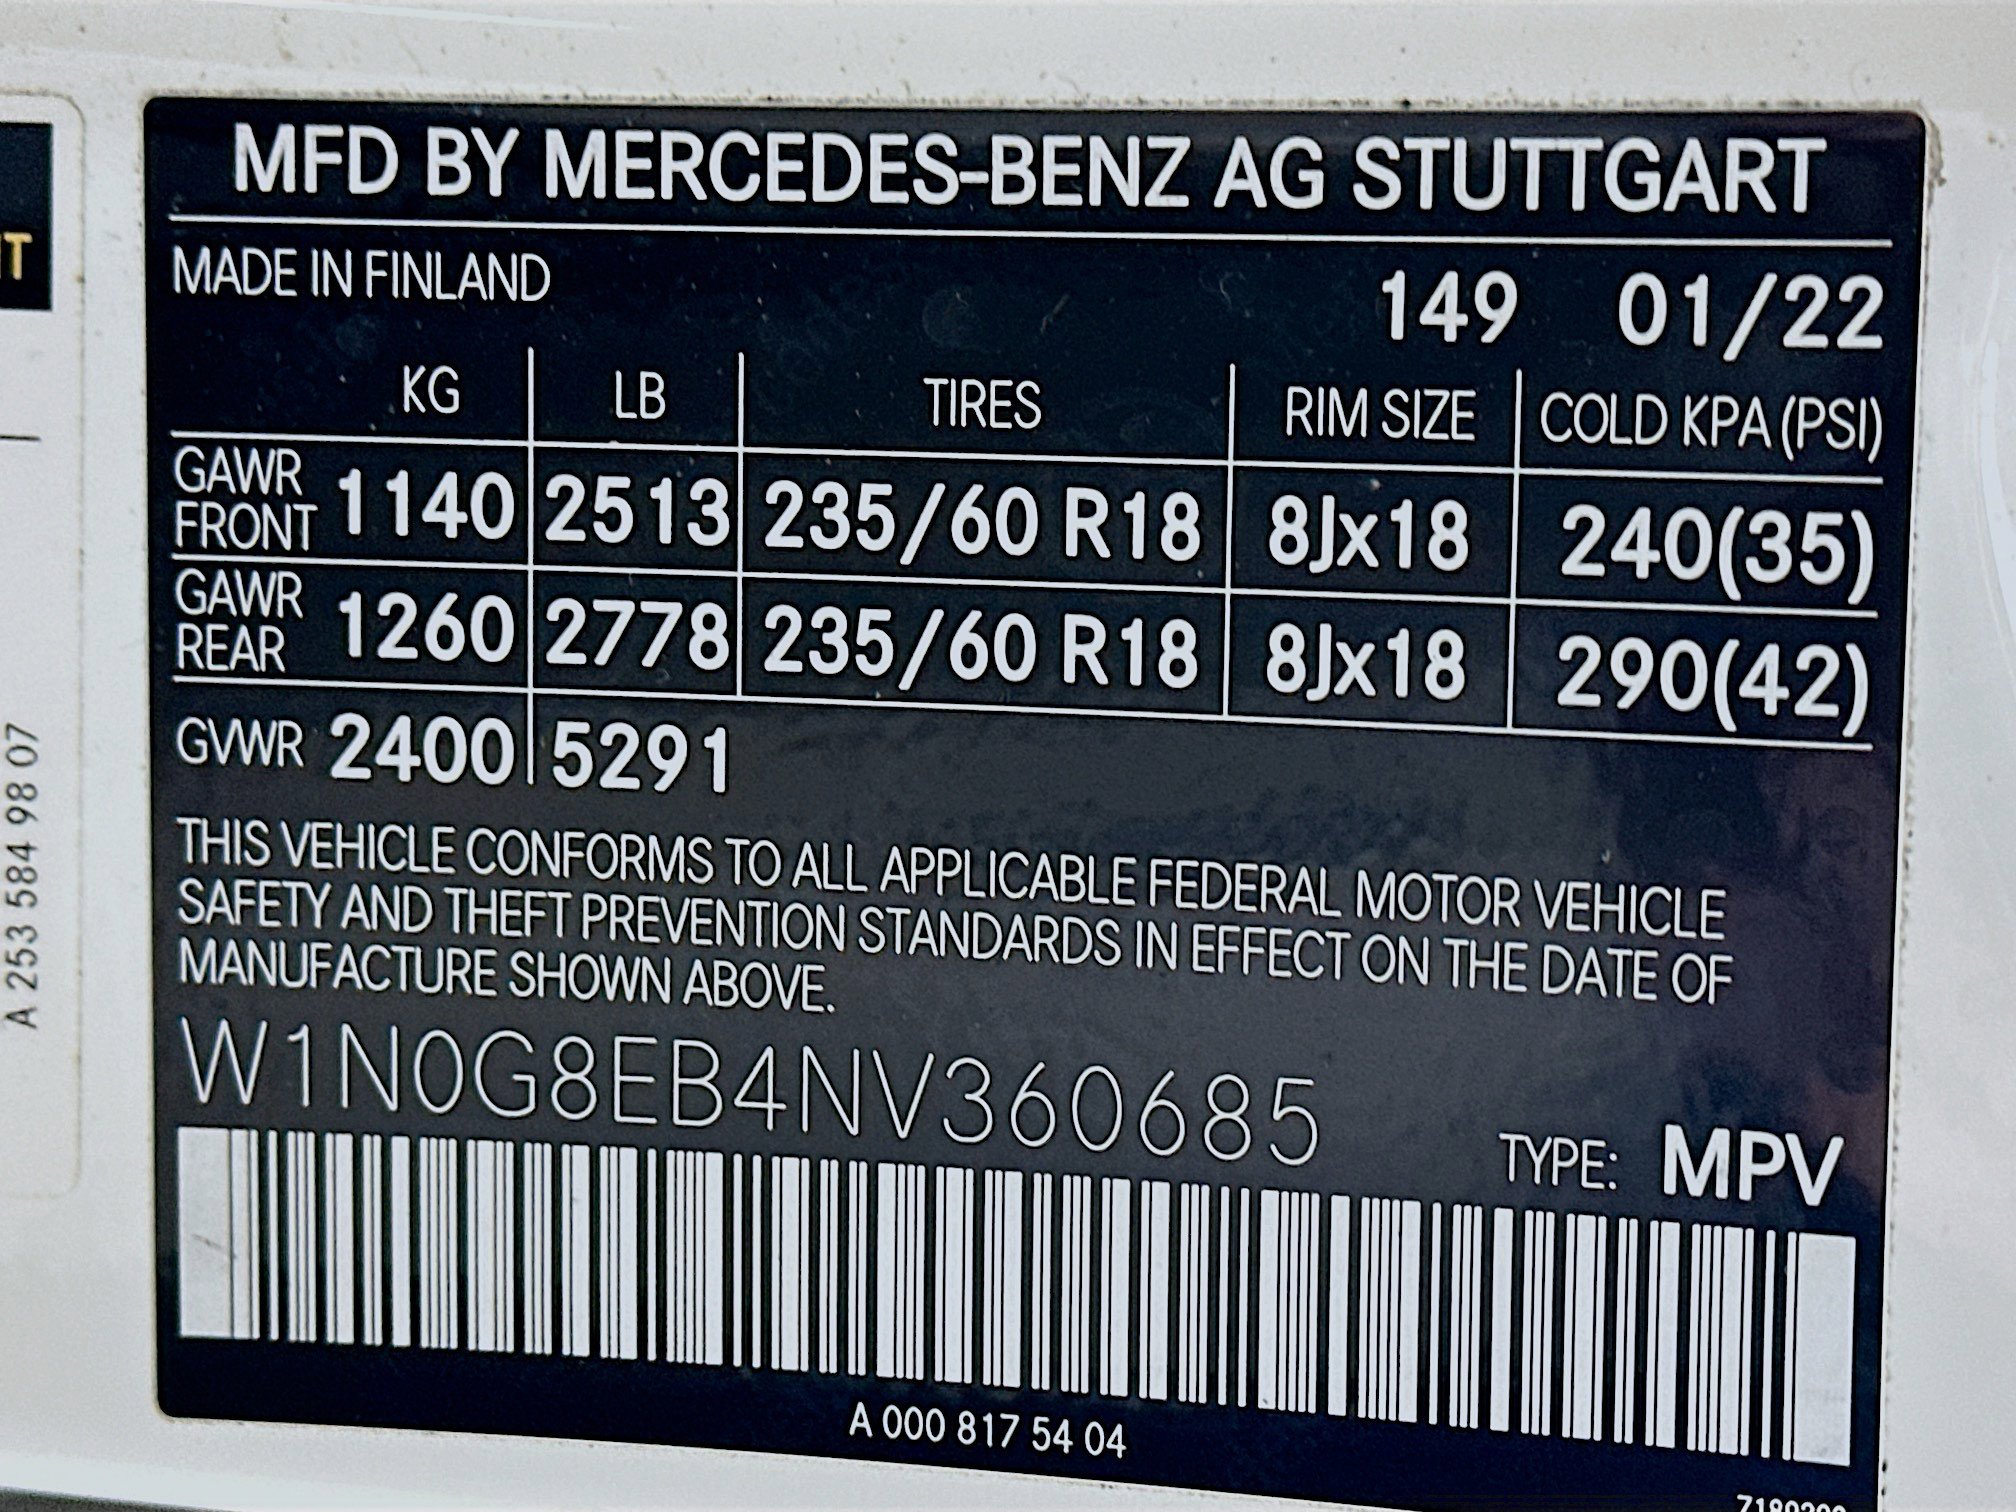 MFD BY MERCEDES-BENZ AG STUTTGART
MADE IN FINLAND 149 01/22
KG LB TIRES RIM SIZE COLD KPA (PSI)
GAWR FRONT 1140 2513 235/60 R18 8Jx18 240(35)
GAWR REAR 1260 2778 235/60 R18 8Jx18 290(42)
GVWR 2400 5291
THIS VEHICLE CONFORMS TO ALL APPLICABLE FEDERAL MOTOR VEHICLE
SAFETY AND THEFT PREVENTION STANDARDS IN EFFECT ON THE DATE OF
MANUFACTURE SHOWN ABOVE.
W1N0G8EB4NV360685
TYPE: MPV
A 000 817 54 04
A 253 584 98 07